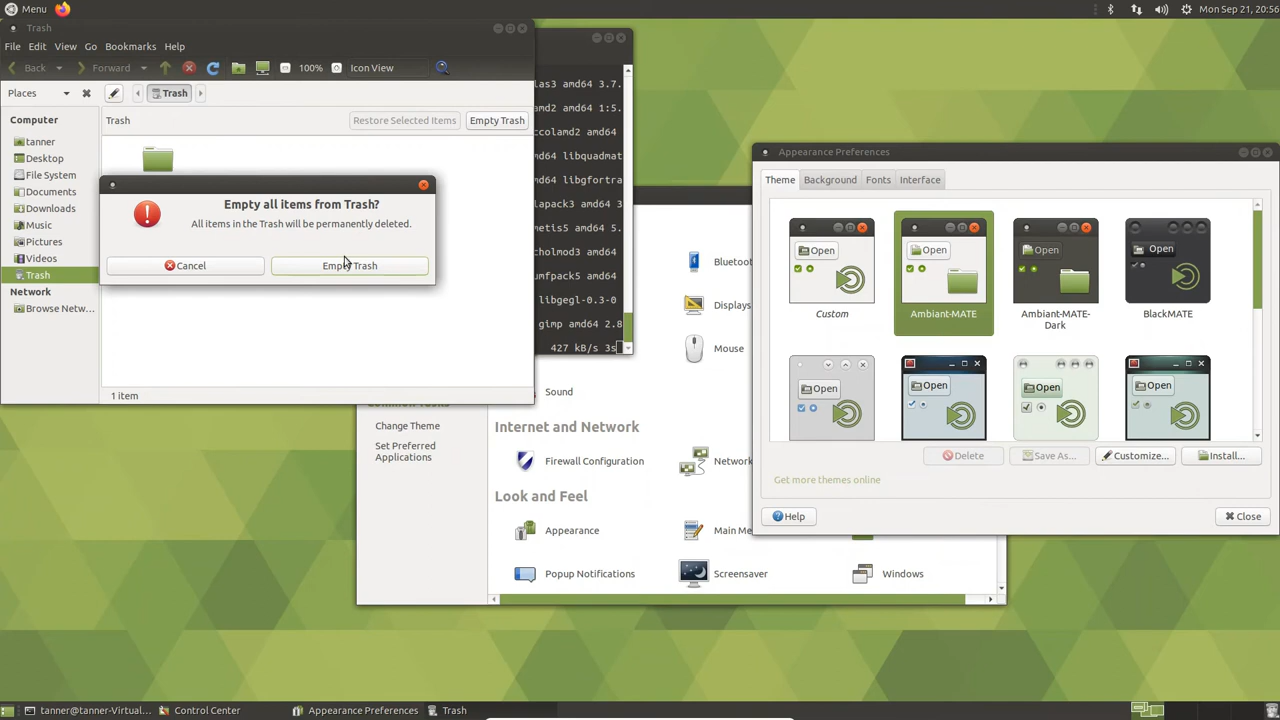 Menu
Mon Sep 21, 20:56
Trash
File Edit View Go Bookmarks Help
Back Forward 100% Icon View
Places Trash
Trash Restore Selected Items Empty Trash
Computer
tanner
Desktop
File System
Documents
Downloads
Music
Pictures
Videos
Trash
Network
Browse Netw...
1 item
Empty all items from Trash?
All items in the Trash will be permanently deleted.
Cancel Empty Trash
las3 amd64 3.7.
amd2 amd64 1:5.
ccolamd2 amd64
amd64 libquadmat
amd64 libgfortra
lapack3 amd64
metis5 amd64
cholmod3 amd64
umfpack5 amd64
libgegl-0.3-0
gimp amd64 2.8
427 kB/s 3s
Bluetoot
Displays
Mouse
Sound
Change Theme
Set Preferred
Applications
Internet and Network
Firewall Configuration
Network
Look and Feel
Appearance
Main Me
Popup Notifications
Screensaver
Windows
Appearance Preferences
Theme Background Fonts Interface
Open Open Open Open
Custom Ambiant-MATE Ambiant-MATE-
Dark BlackMATE
Open Open Open Open
Delete Save As... Customize... Install...
Get more themes online
Help Close
tanner@tanner-Virtual... Control Center Appearance Preferences Trash